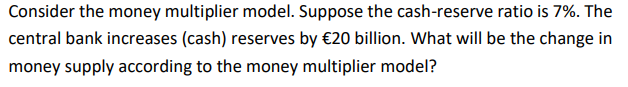 Consider the money multiplier model. Suppose the cash-reserve ratio is 7%. The
central bank increases (cash) reserves by €20 billion. What will be the change in
money supply according to the money multiplier model?